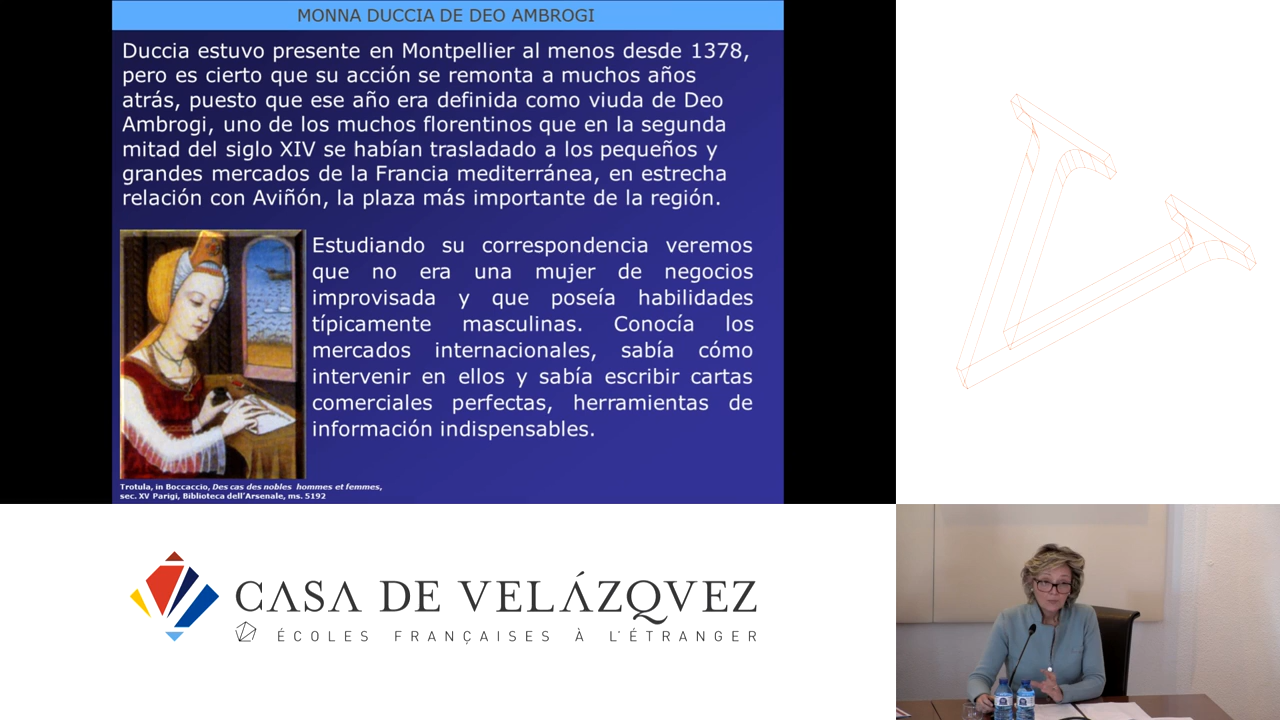 MONNA DUCCIA DE DEO AMBROGI
Duccia estuvo presente en Montpellier al menos desde 1378,
pero es cierto que su acción se remonta a muchos años
atrás, puesto que ese año era definida como viuda de Deo
Ambrogi, uno de los muchos florentinos que en la segunda
mitad del siglo XIV se habían trasladado a los pequeños y
grandes mercados de la Francia mediterránea, en estrecha
relación con Aviñón, la plaza más importante de la región.
Estudiando su correspondencia veremos
que no era una mujer de negocios
improvisada y que poseía habilidades
típicamente masculinas. Conocía los
mercados internacionales, sabía cómo
intervenir en ellos y sabía escribir cartas
comerciales perfectas, herramientas de
información indispensables.
Trotula, in Boccaccio, Des cas des nobles hommes et femmes,
sec. XV Parigi, Biblioteca dell'Arsenale, ms. 5192
CASA DE VELÁZQVEZ
ÉCOLES FRANÇAISES À L'ÉTRANGER